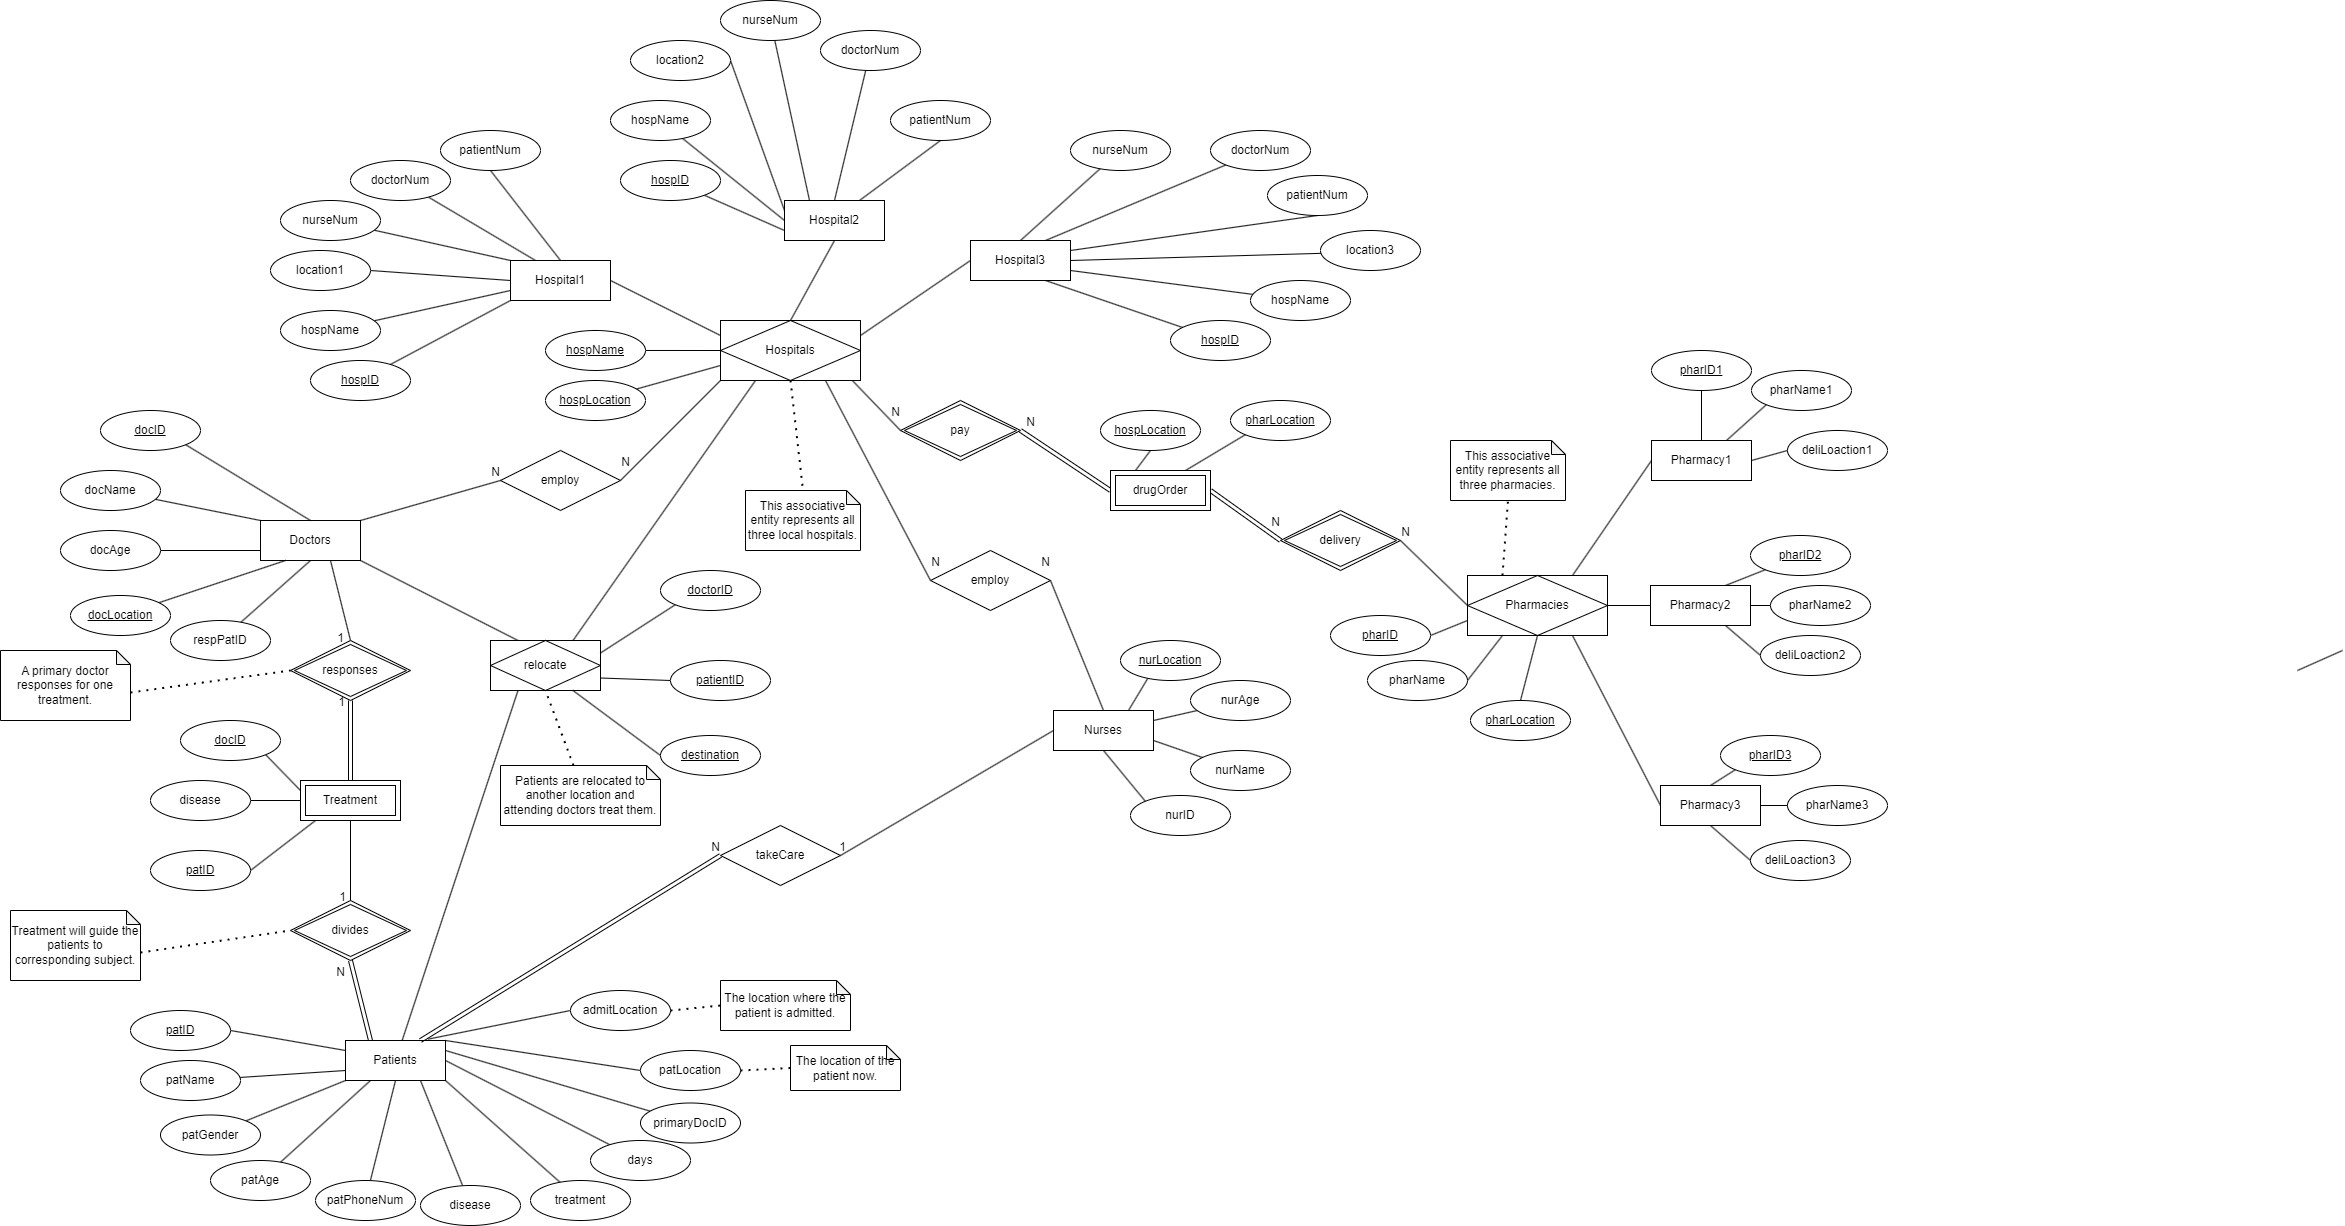 nurseNum
doctorNum
location2
hospName
patientNum
hospID
Hospital2
patientNum
doctorNum
nurseNum
location1
hospName
hospID
Hospital1
nurseNum
doctorNum
patientNum
location3
hospName
hospID
Hospital3
hospName
hospLocation
Hospitals
This associative
entity represents all
three local hospitals.
N
pay
N
hospLocation
pharLocation
drugOrder
N
delivery
N
This associative
entity represents all
three pharmacies.
pharID1
pharName1
deliLoaction1
Pharmacy1
pharID2
pharName2
deliLoaction2
Pharmacy2
pharID3
pharName3
deliLoaction3
Pharmacy3
Pharmacies
pharID
pharName
pharLocation
docID
docName
docAge
docLocation
respPatID
Doctors
N
employ
N
N
employ
N
doctorID
patientID
destination
relocate
Patients are relocated to
another location and
attending doctors treat them.
A primary doctor
responses for one
treatment.
1
responses
1
docID
disease
patID
Treatment
nurLocation
nurAge
nurName
nurID
Nurses
N
takeCare
1
Treatment will guide the
patients to
corresponding subject.
1
divides
N
patID
patName
patGender
patAge
patPhoneNum
disease
treatment
days
primaryDocID
patLocation
admitLocation
Patients
The location where the
patient is admitted.
The location of the
patient now.